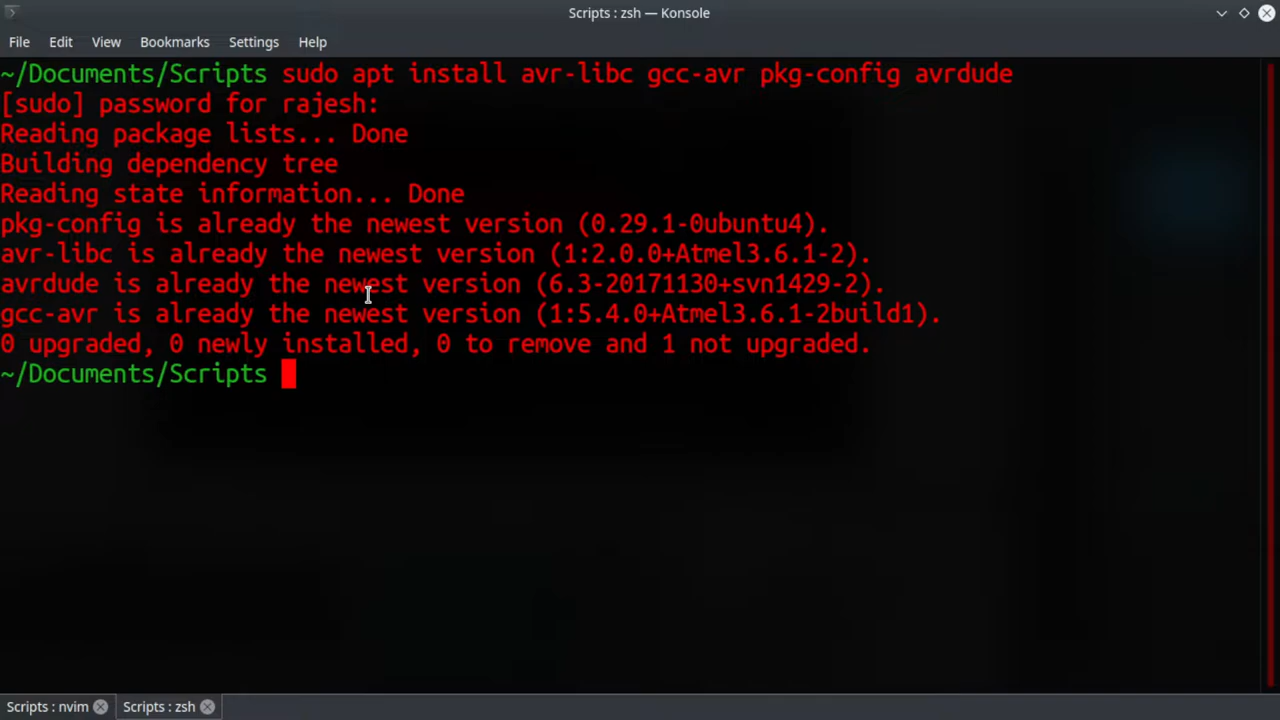 Scripts : zsh — Konsole
File Edit View Bookmarks Settings Help
~/Documents/Scripts sudo apt install avr-libc gcc-avr pkg-config avrdude
[sudo] password for rajesh:
Reading package lists... Done
Building dependency tree
Reading state information... Done
pkg-config is already the newest version (0.29.1-0ubuntu4).
avr-libc is already the newest version (1:2.0.0+Atmel3.6.1-2).
avrdude is already the newest version (6.3-20171130+svn1429-2).
gcc-avr is already the newest version (1:5.4.0+Atmel3.6.1-2build1).
0 upgraded, 0 newly installed, 0 to remove and 1 not upgraded.
~/Documents/Scripts
Scripts : nvim Scripts : zsh